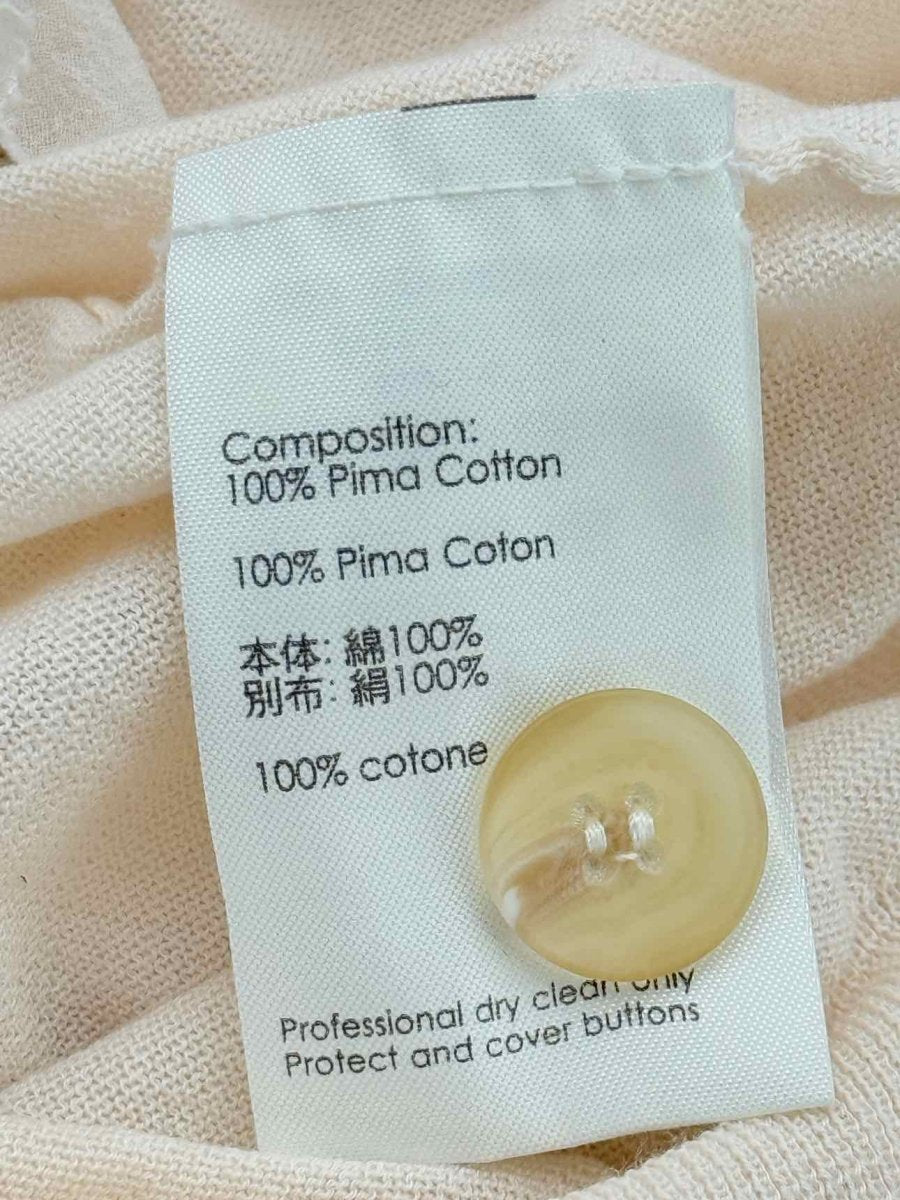 Composition:
100% Pima Cotton
100% Pima Coton
本体: 綿100%
別布: 絹100%
100% cotone
Professional dry clean only
Protect and cover buttons